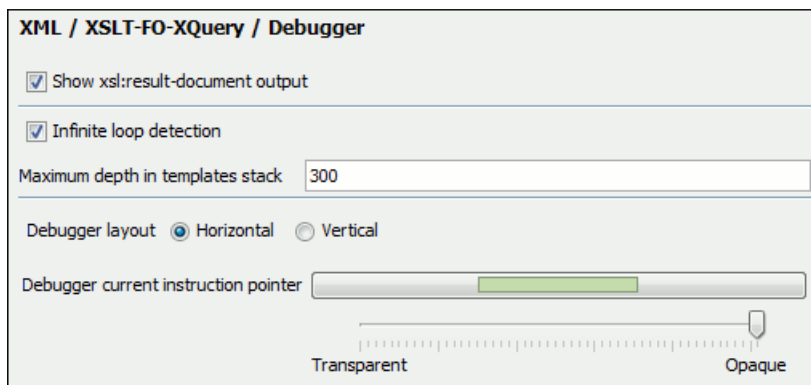 XML / XSLT-FO-XQuery / Debugger
Show xsl:result-document output
Infinite loop detection
Maximum depth in templates stack 300
Debugger layout Horizontal Vertical
Debugger current instruction pointer
Transparent Opaque